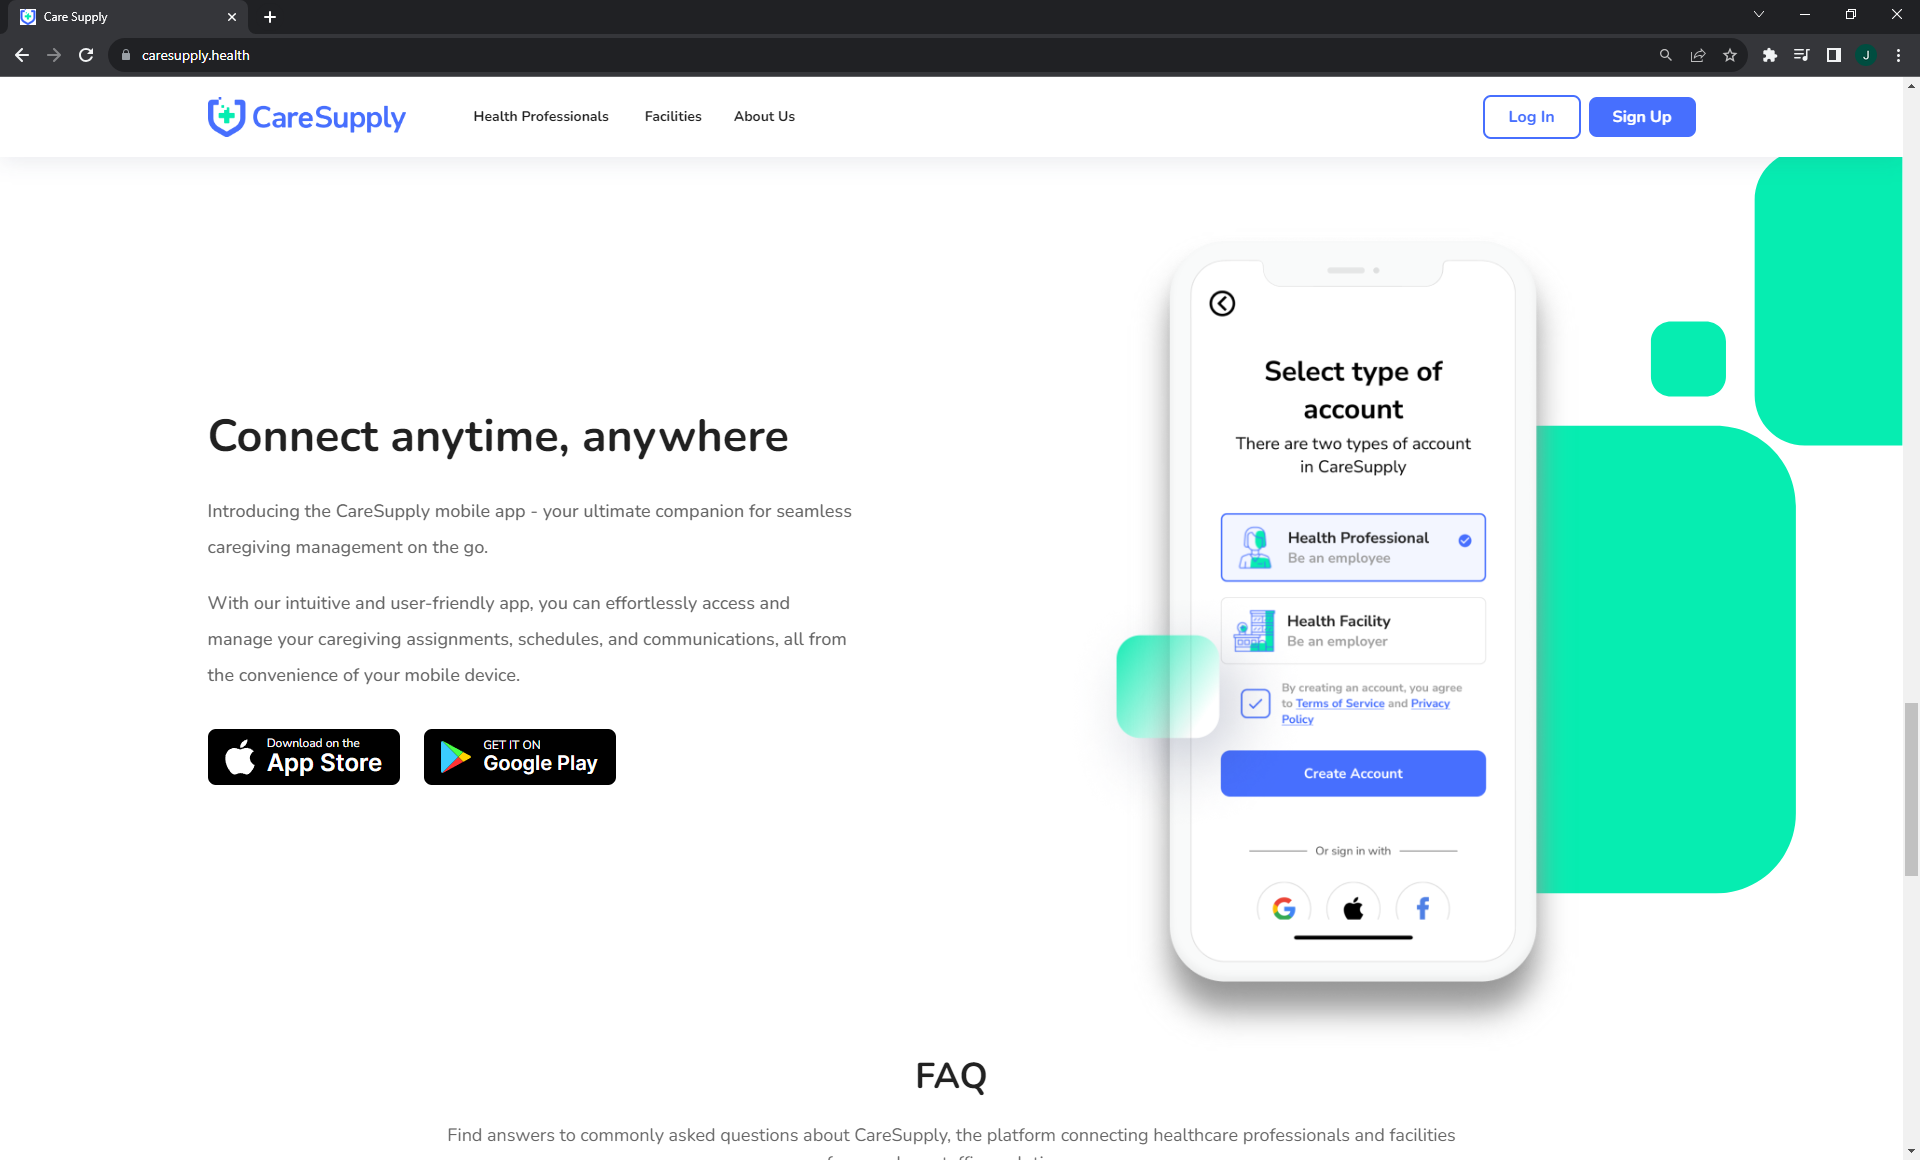 Care Supply
caresupply.health
J
CareSupply
Health Professionals
Facilities
About Us
Log In
Sign Up
Connect anytime, anywhere
Introducing the CareSupply mobile app - your ultimate companion for seamless
caregiving management on the go.
With our intuitive and user-friendly app, you can effortlessly access and
manage your caregiving assignments, schedules, and communications, all from
the convenience of your mobile device.
Download on the
App Store
GET IT ON
Google Play
Select type of
account
There are two types of account
in CareSupply
Health Professional
Be an employee
Health Facility
Be an employer
By creating an account, you agree
to Terms of Service and Privacy
Policy
Create Account
Or sign in with
FAQ
Find answers to commonly asked questions about CareSupply, the platform connecting healthcare professionals and facilities